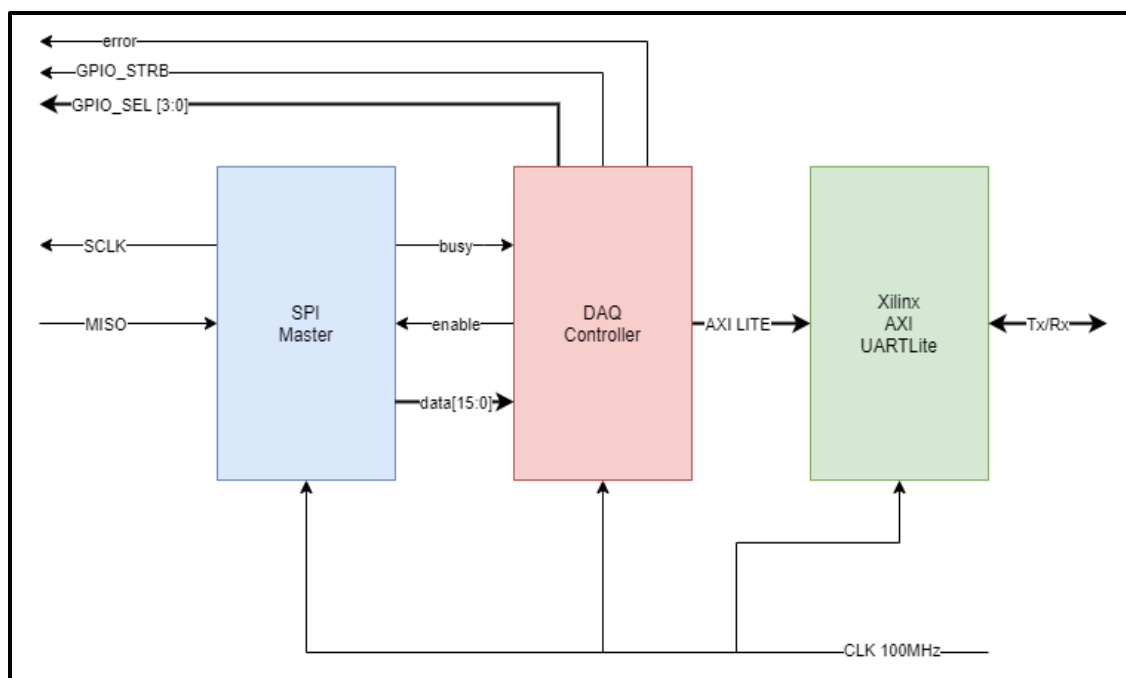 error
GPIO_STRB
GPIO_SEL [3:0]
SCLK
busy
MISO
SPI
Master
enable
DAQ
Controller
AXI LITE
Xilinx
AXI
UARTLite
Tx/Rx
data[15:0]
CLK 100MHz